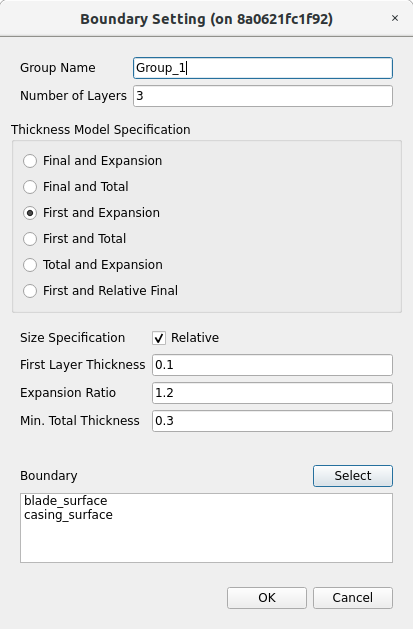 Boundary Setting (on 8a0621fc1f92)
×
Group Name Group_1
Number of Layers 3
Thickness Model Specification
Final and Expansion
Final and Total
First and Expansion
First and Total
Total and Expansion
First and Relative Final
Size Specification Relative
First Layer Thickness 0.1
Expansion Ratio 1.2
Min. Total Thickness 0.3
Boundary Select
blade_surface
casing_surface
OK Cancel